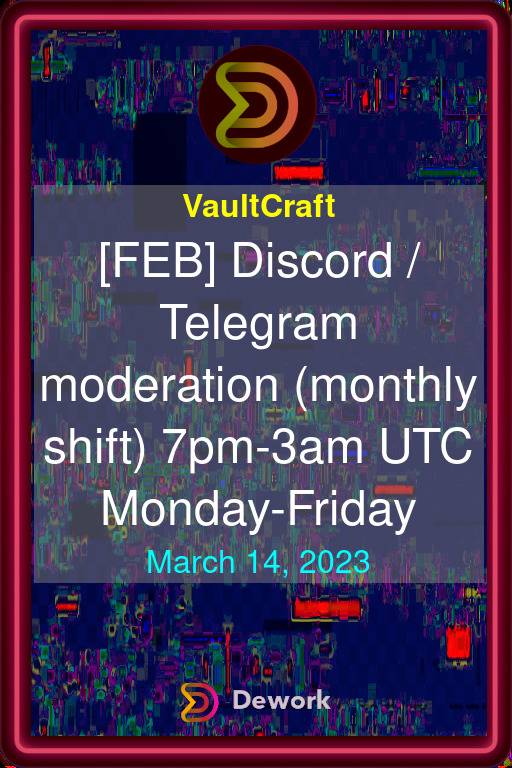 VaultCraft
[FEB] Discord /
Telegram
moderation (monthly
shift) 7pm-3am UTC
Monday-Friday
March 14, 2023
Dework